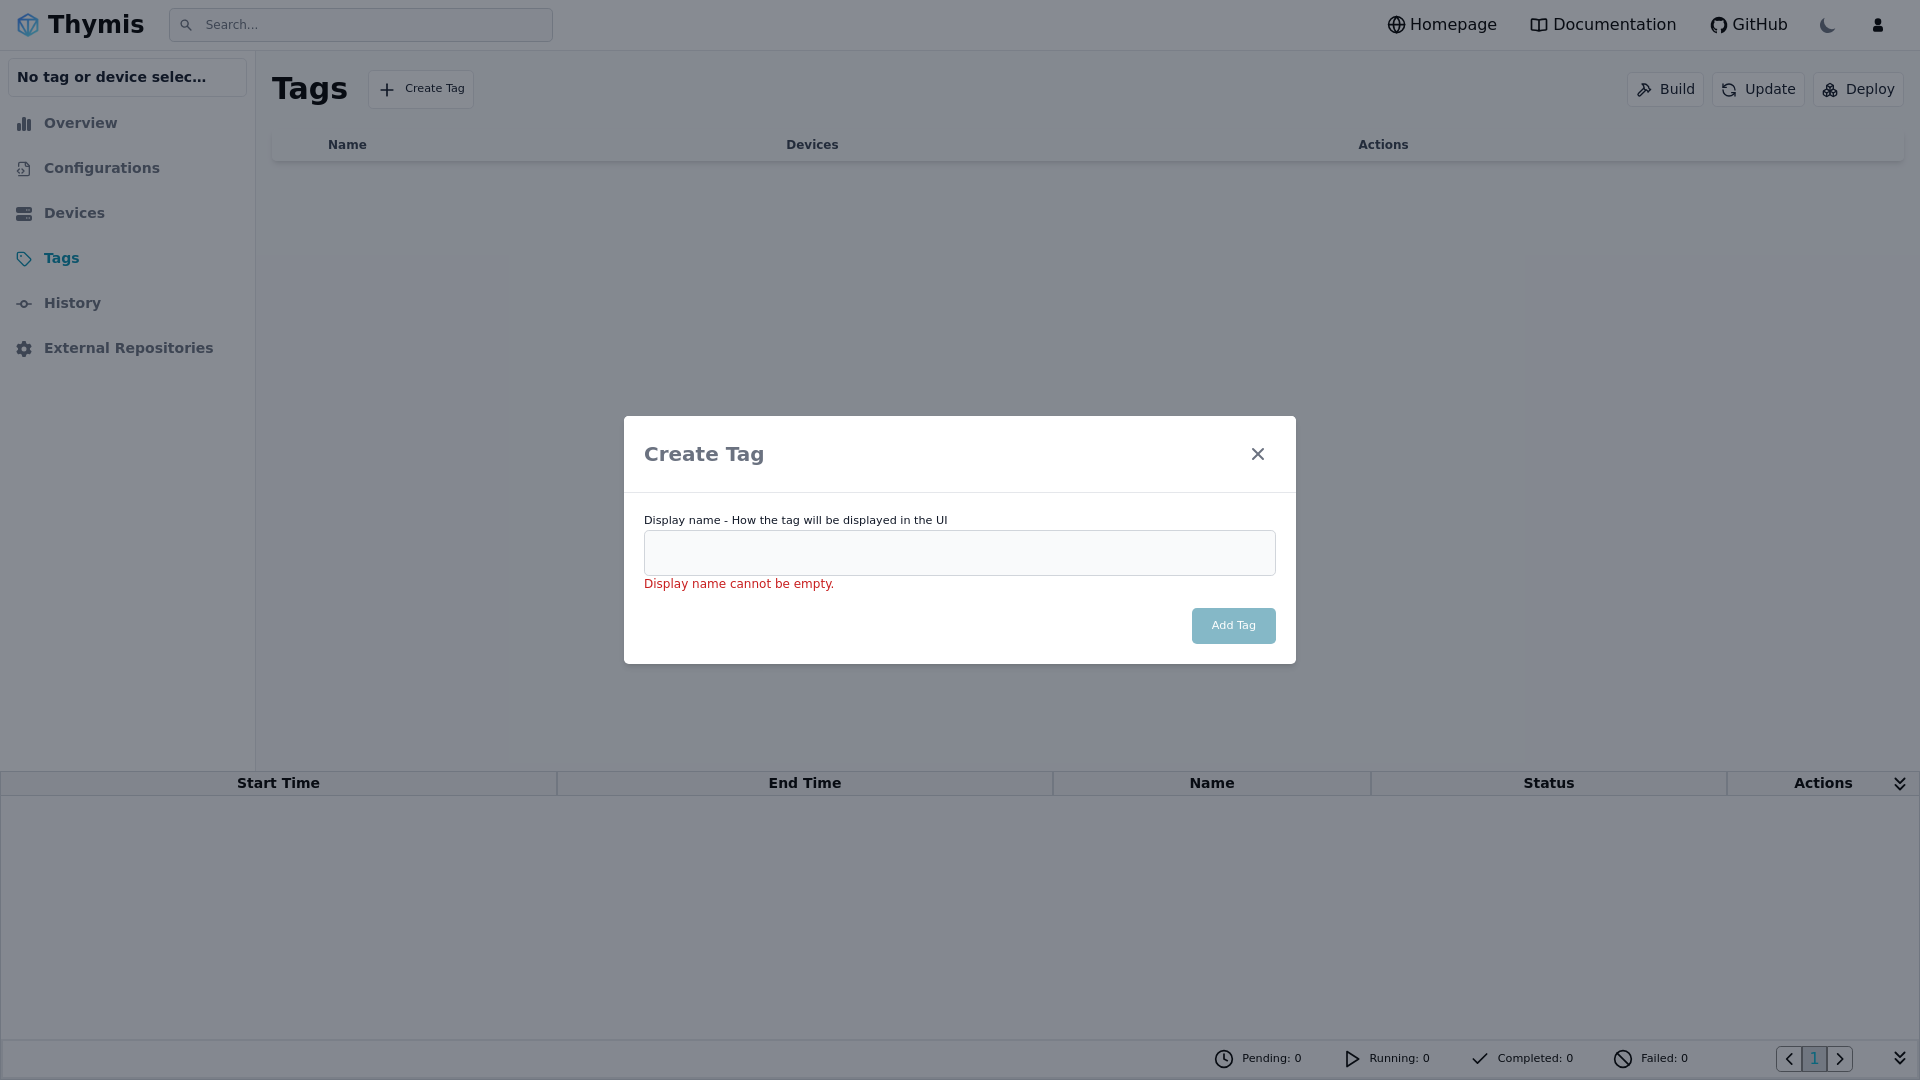 Thymis
Search...
Homepage
Documentation
GitHub
No tag or device selec...
Overview
Configurations
Devices
Tags
History
External Repositories
Tags
Create Tag
Build
Update
Deploy
Name
Devices
Actions
Create Tag
Display name - How the tag will be displayed in the UI
Display name cannot be empty.
Add Tag
Start Time
End Time
Name
Status
Actions
Pending: 0
Running: 0
Completed: 0
Failed: 0
1